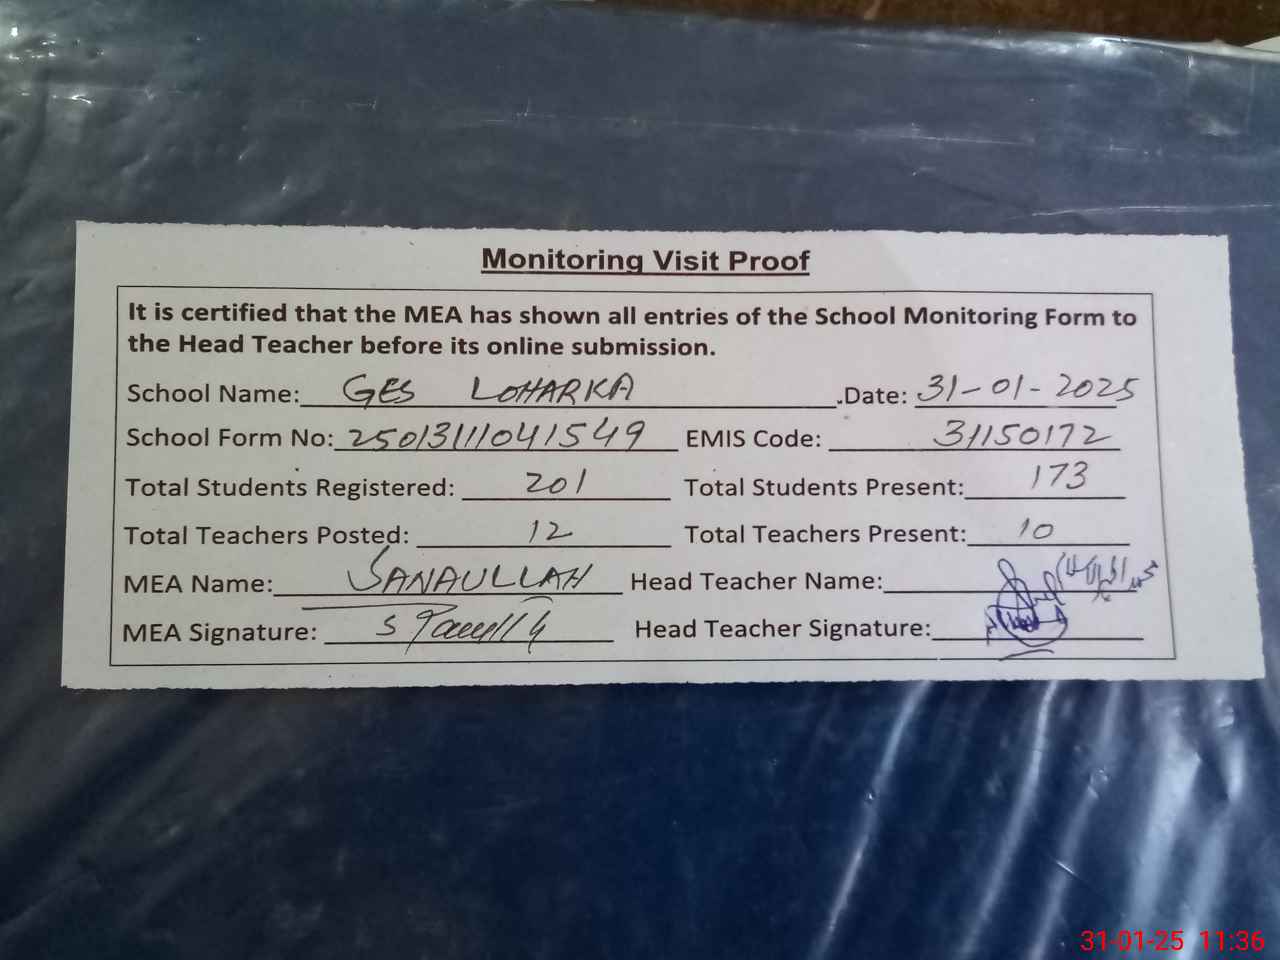 Monitoring Visit Proof
It is certified that the MEA has shown all entries of the School Monitoring Form to
the Head Teacher before its online submission.
School Name: GES LOHARKA .Date: 31-01-2025
School Form No: 25013111041549 EMIS Code: 31150172
Total Students Registered: 201 Total Students Present: 173
Total Teachers Posted: 12 Total Teachers Present: 10
MEA Name: SANAULLAH Head Teacher Name:
MEA Signature: Head Teacher Signature:
31-01-25 11:36